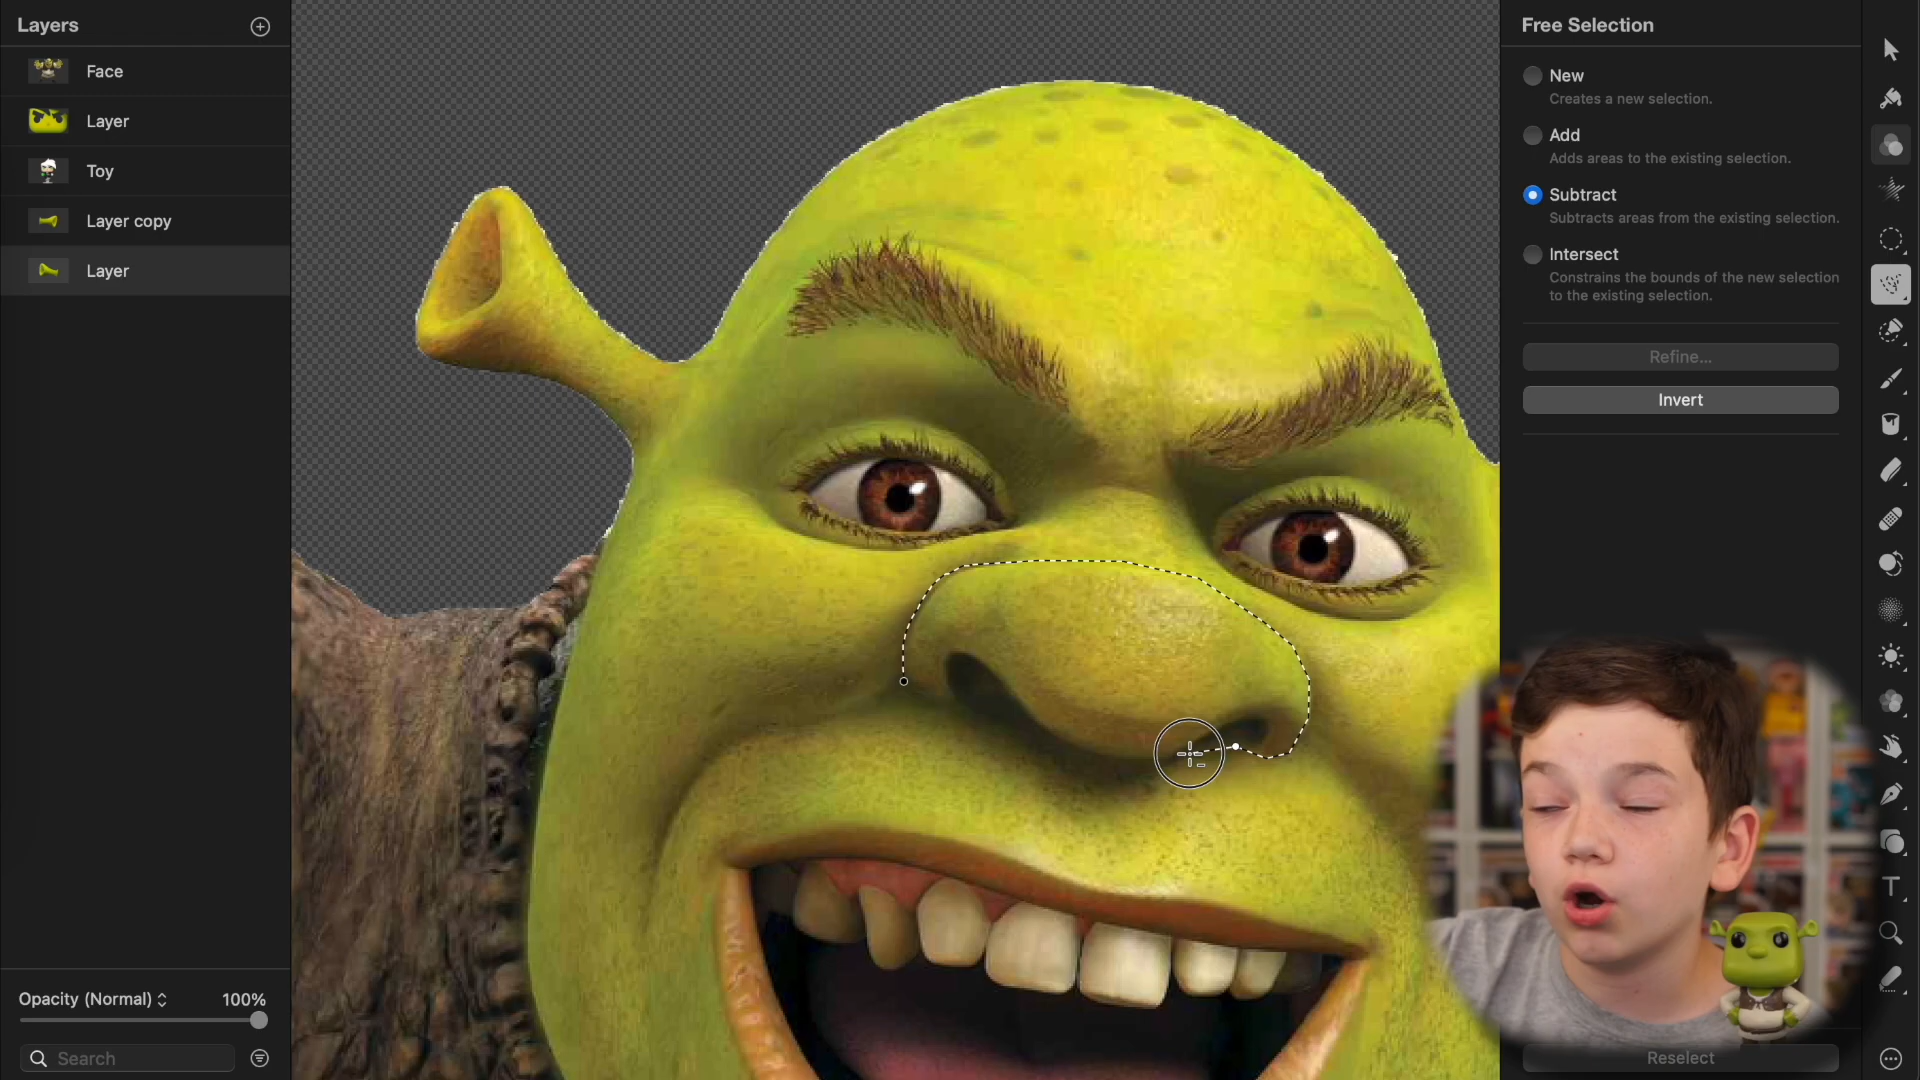 Layers
Face
Layer
Toy
Layer copy
Layer
Opacity (Normal)
100%
Search
Free Selection
New
Creates a new selection.
Add
Adds areas to the existing selection.
Subtract
Subtracts areas from the existing selection.
Intersect
Constrains the bounds of the new selection
to the existing selection.
Refine...
Invert
Reselect
T